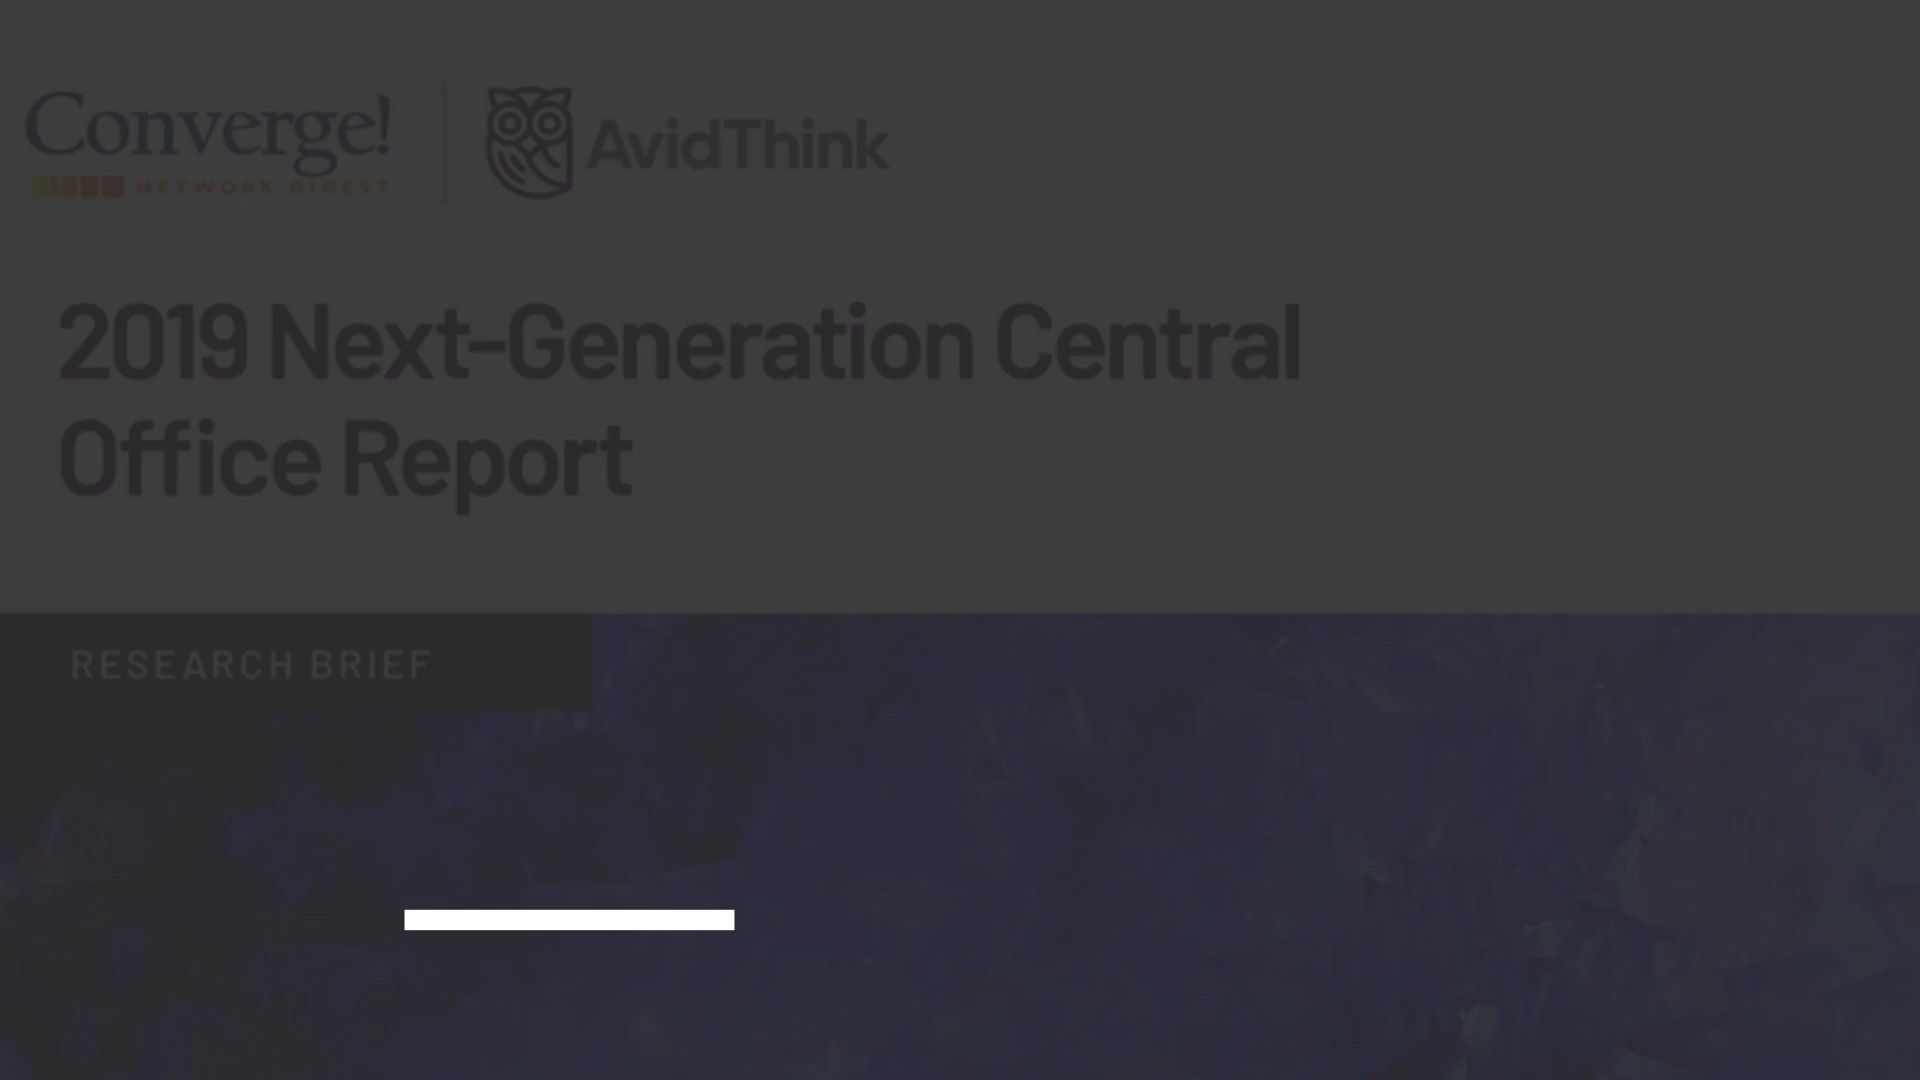 Converge!
NETWORK DIGEST
AvidThink
2019 Next-Generation Central
Office Report
RESEARCH BRIEF